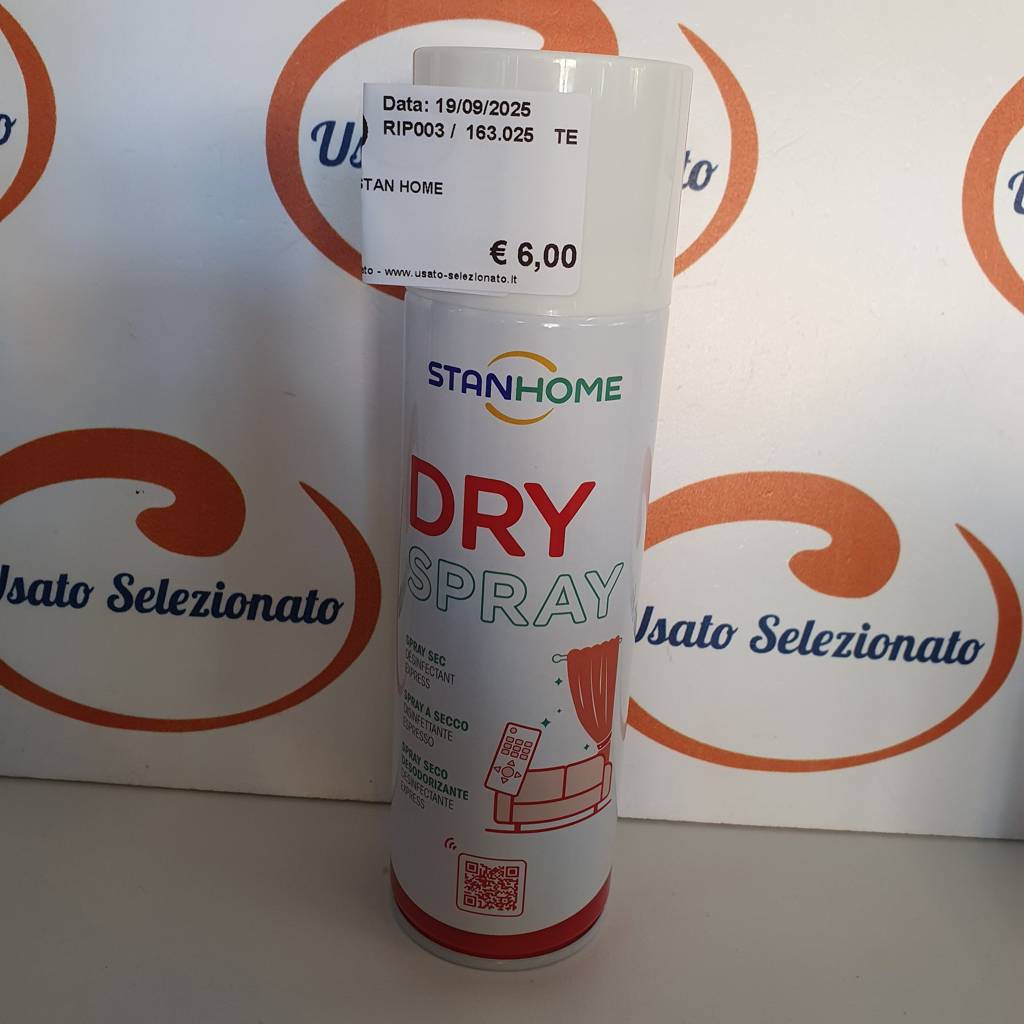 Data: 19/09/2025
RIP003 / 163.025 TE
STAN HOME
€ 6,00
- www.usato-selezionato.it
STANHOME
DRY
SPRAY
SPRAY SEC
DÉSINFECTANT
EXPRESS
SPRAY A SECCO
DISINFETTANTE
ESPRESSO
SPRAY SECO
DESODORIZANTE
DESINFECTANTE
EXPRESS
Usato Selezionato
Usato Selezionato